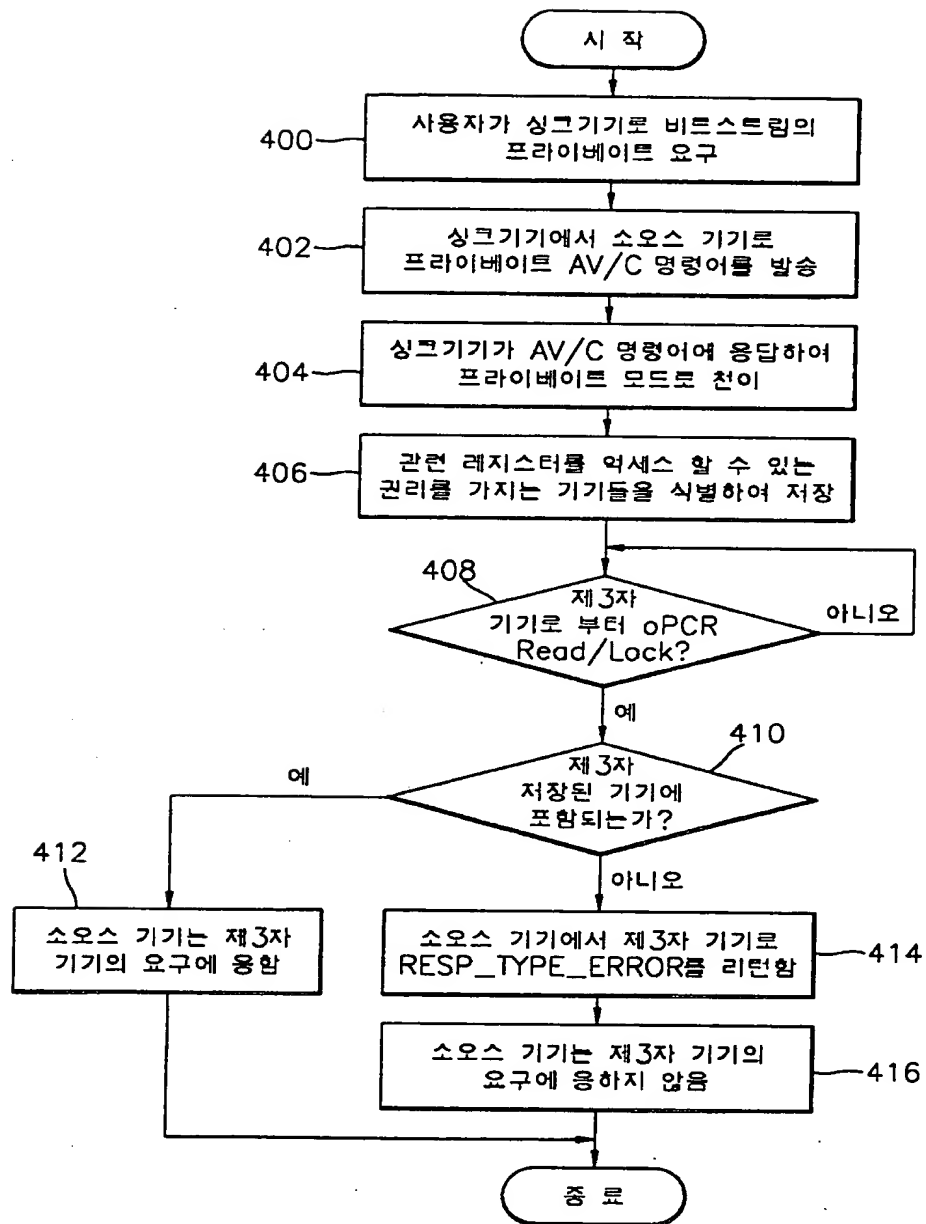 시 작
400
사용자가 싱크기기로 비트스트림의
프라이베이트 요구
402
싱크기기에서 소오스 기기로
프라이베이트 AV/C 명령어를 발송
404
싱크기기가 AV/C 명령어에 응답하여
프라이베이트 모드로 천이
406
관련 레지스터를 억세스 할 수 있는
권리를 가지는 기기들을 식별하여 저장
408
제3자
기기로 부터 oPCR
Read/Lock?
아니오
예
410
제3자
저장된 기기에
포함되는가?
예
아니오
412
소오스 기기는 제3자
기기의 요구에 응함
소오스 기기에서 제3자 기기로
RESP_TYPE_ERROR를 리턴함
414
소오스 기기는 제3자 기기의
요구에 응하지 않음
416
종 료